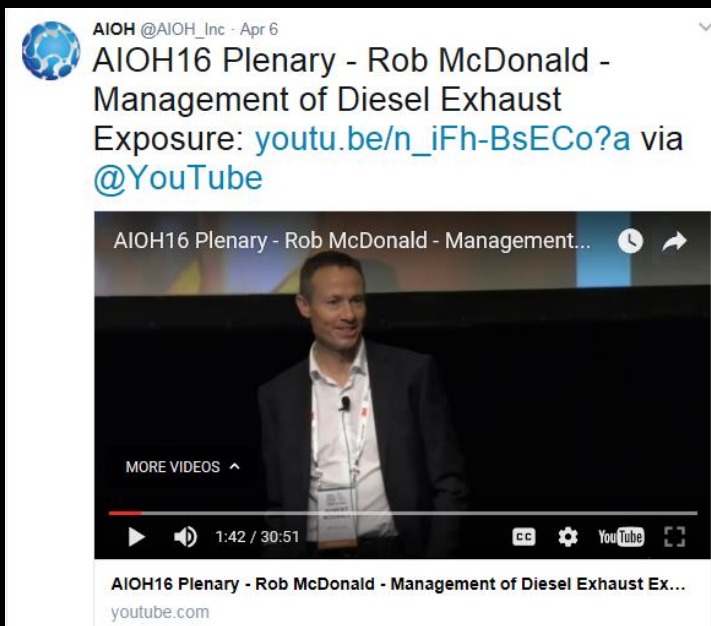 AIOH @AIOH_Inc · Apr 6
AIOH16 Plenary - Rob McDonald -
Management of Diesel Exhaust
Exposure: youtu.be/n_iFh-BsECo?a via
@YouTube
AIOH16 Plenary - Rob McDonald - Management...
MORE VIDEOS
1:42 / 30:51
CC
YouTube
AIOH16 Plenary - Rob McDonald - Management of Diesel Exhaust Ex...
youtube.com